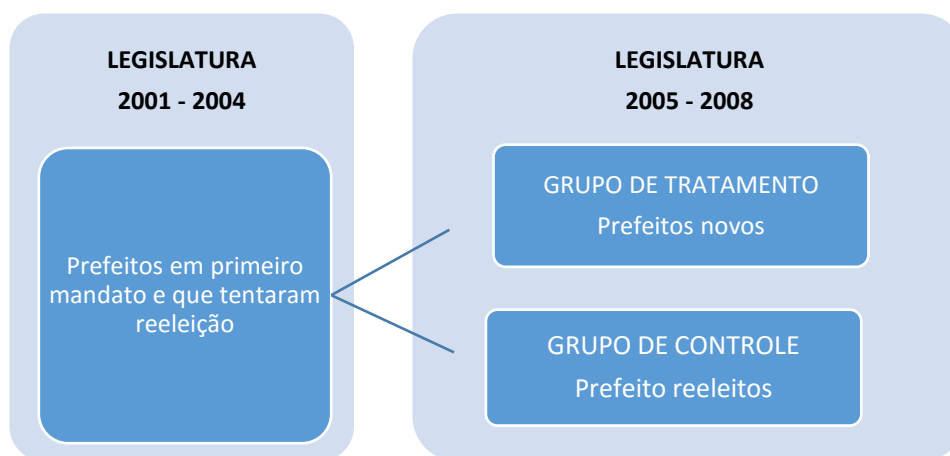 LEGISLATURA
2001 - 2004
Prefeitos em primeiro
mandato e que tentaram
reeleição
LEGISLATURA
2005 - 2008
GRUPO DE TRATAMENTO
Prefeitos novos
GRUPO DE CONTROLE
Prefeito reeleitos